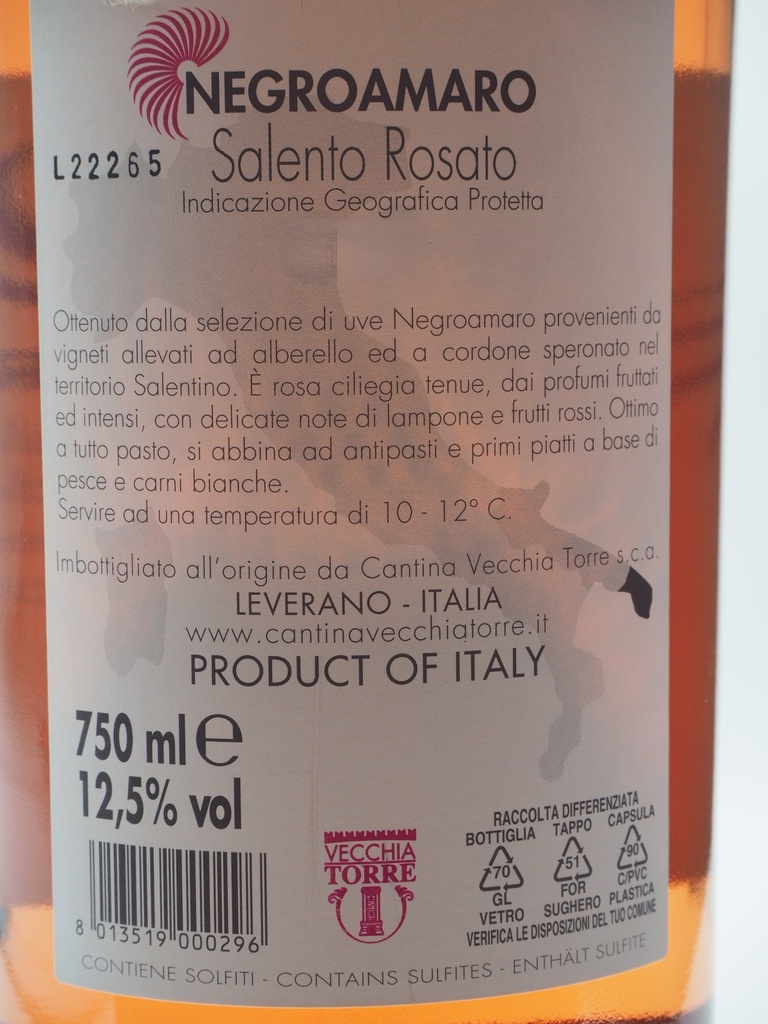 NEGROAMARO
L22265
Salento Rosato
Indicazione Geografica Protetta
Ottenuto dalla selezione di uve Negroamaro provenienti da
vigneti allevati ad alberello ed a cordone speronato nel
territorio Salentino. È rosa ciliegia tenue, dai profumi fruttati
ed intensi, con delicate note di lampone e frutti rossi. Ottimo
a tutto pasto, si abbina ad antipasti e primi piatti a base di
pesce e carni bianche.
Servire ad una temperatura di 10 - 12° C.
Imbottigliato all'origine da Cantina Vecchia Torre s.c.a.
LEVERANO - ITALIA
www.cantinavecchiatorre.it
PRODUCT OF ITALY
750 ml e
12,5% vol
8 013519 000296
VECCHIA
TORRE
RACCOLTA DIFFERENZIATA
BOTTIGLIA TAPPO CAPSULA
70 51 90
GL FOR C/PVC
VETRO SUGHERO PLASTICA
VERIFICA LE DISPOSIZIONI DEL TUO COMUNE
CONTIENE SOLFITI - CONTAINS SULFITES - ENTHÄLT SULFITE